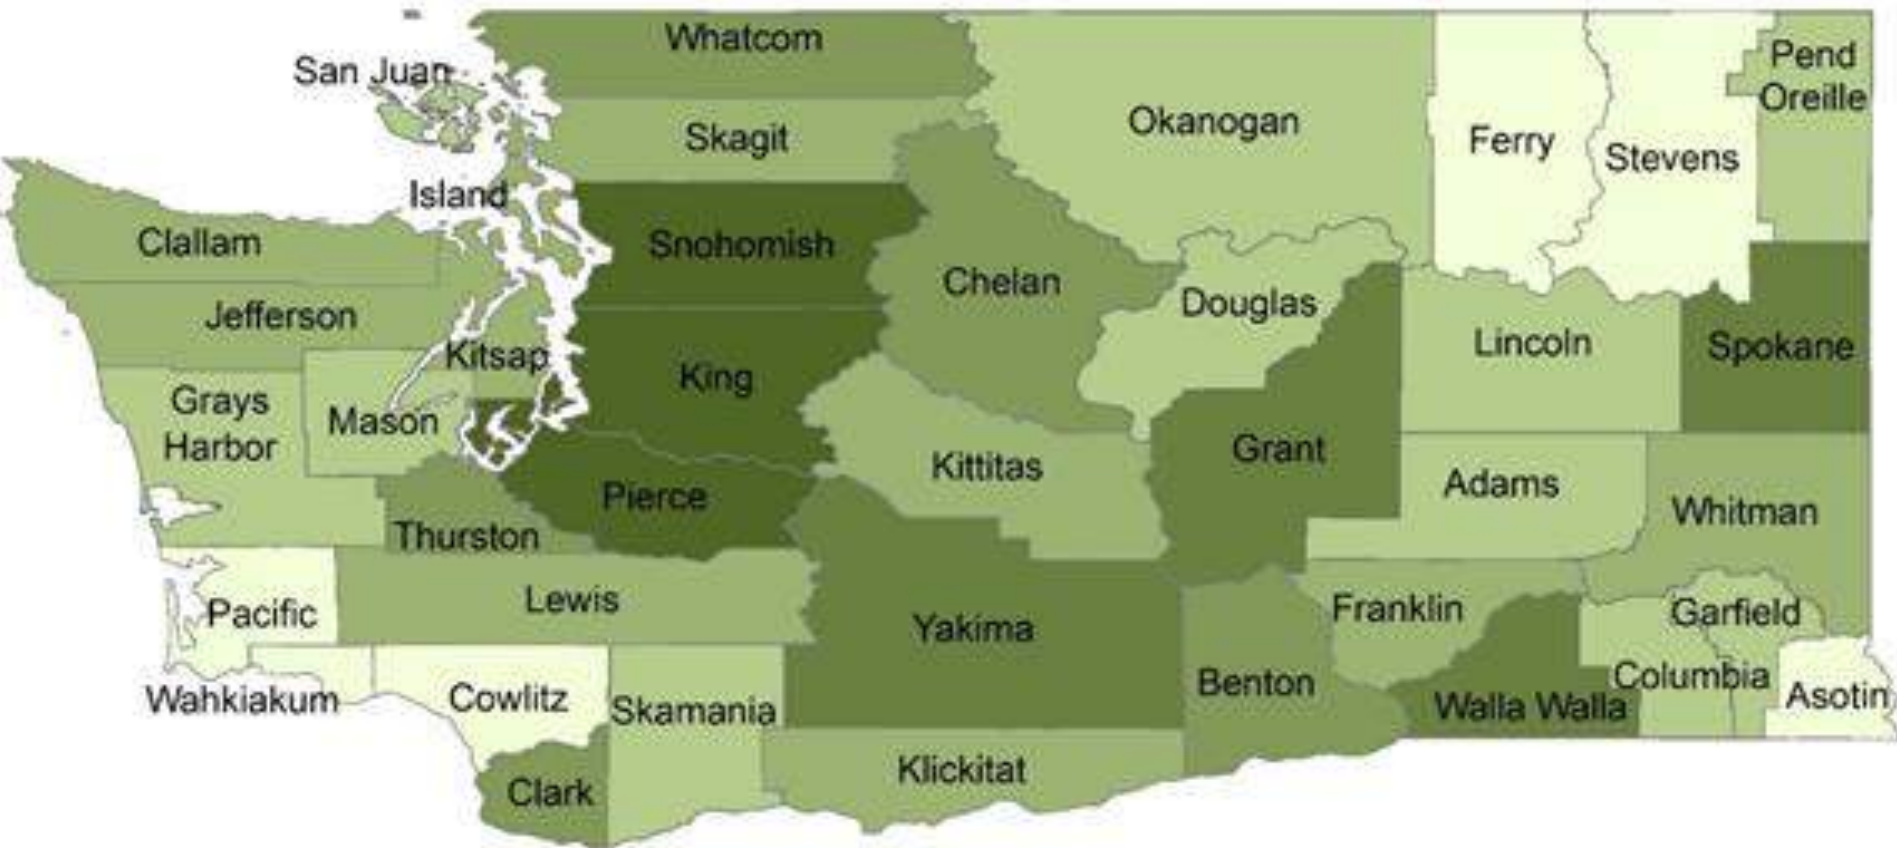 Whatcom
San Juan
Pend
Oreille
Okanogan
Skagit
Ferry
Stevens
Island
Clallam
Snohomish
Chelan
Douglas
Jefferson
Lincoln
Spokane
Kitsap
King
Grays
Harbor
Mason
Grant
Kittitas
Adams
Pierce
Whitman
Thurston
Lewis
Pacific
Franklin
Garfield
Yakima
Columbia
Benton
Asotin
Wahkiakum
Cowlitz
Skamania
Walla Walla
Klickitat
Clark